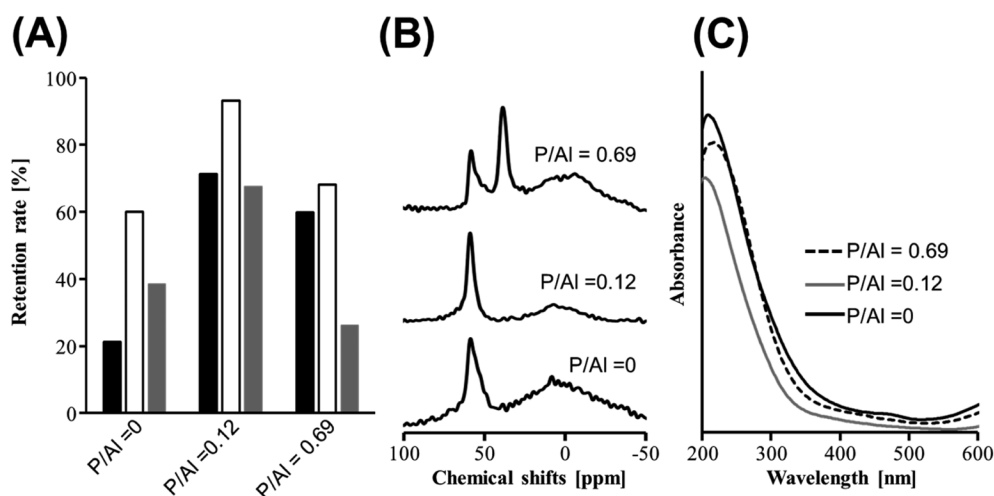 (A)
Retention rate [%]
100
80
60
40
20
0
P/Al =0
P/Al =0.12
P/Al = 0.69
(B)
P/Al = 0.69
P/Al =0.12
P/Al =0
100
50
0
-50
Chemical shifts [ppm]
(C)
Absorbance
P/Al = 0.69
P/Al =0.12
P/Al =0
200
300
400
500
600
Wavelength [nm]